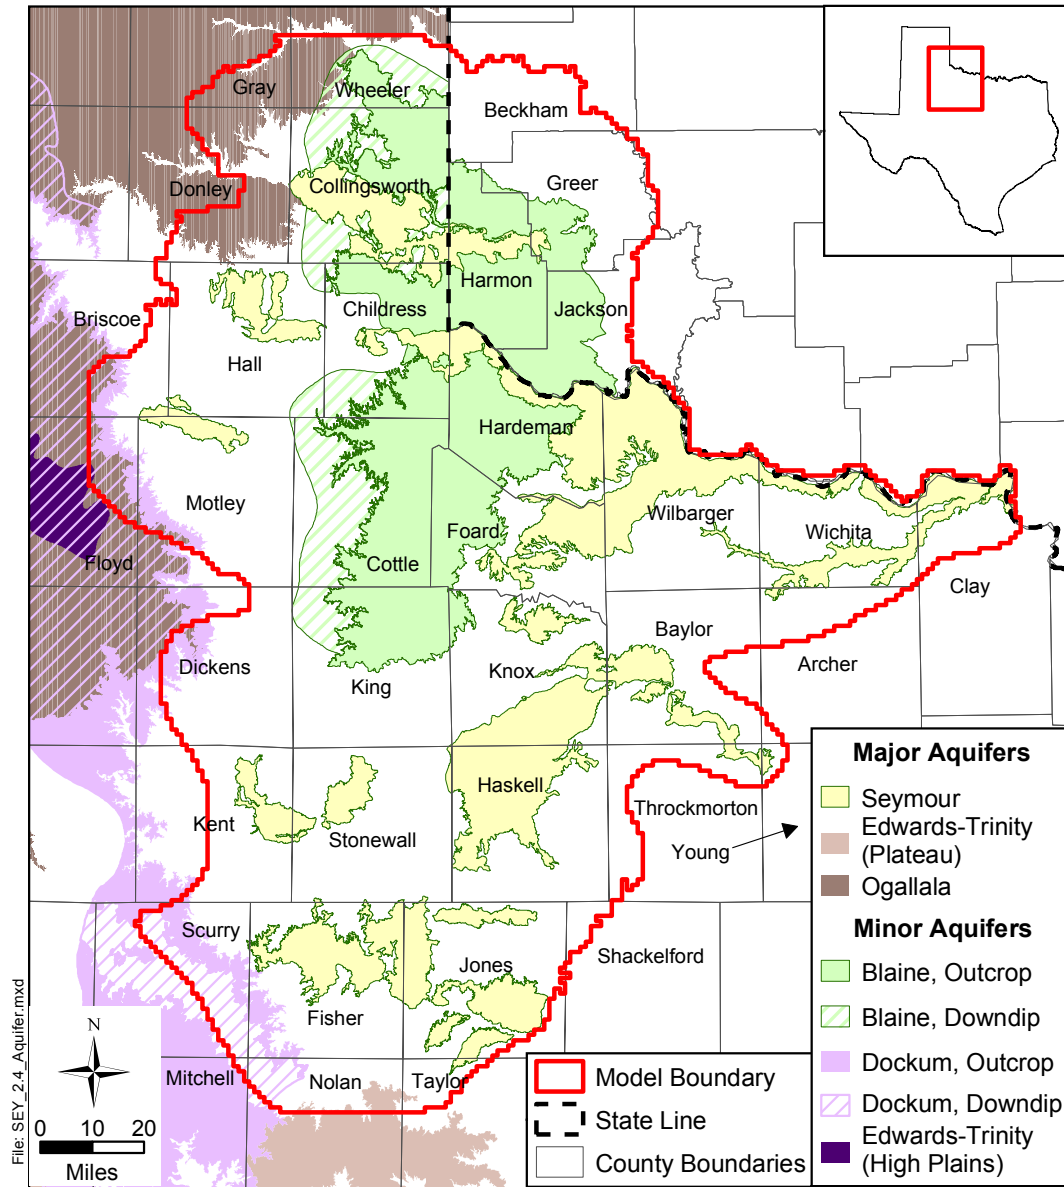 Gray
Wheeler
Beckham
Donley
Collingsworth
Greer
Harmon
Briscoe
Childress
Jackson
Hall
Hardeman
Motley
Wilbarger
Foard
Wichita
Floyd
Cottle
Clay
Baylor
Dickens
Knox
Archer
King
Haskell
Throckmorton
Kent
Stonewall
Young
Scurry
Shackelford
Jones
Fisher
Mitchell
Nolan
Taylor
Major Aquifers
Seymour
Edwards-Trinity
(Plateau)
Ogallala
Minor Aquifers
Blaine, Outcrop
Blaine, Downdip
Dockum, Outcrop
Dockum, Downdip
Edwards-Trinity
(High Plains)
Model Boundary
State Line
County Boundaries
N
0 10 20
Miles
File: SEY_2.4_Aquifer.mxd